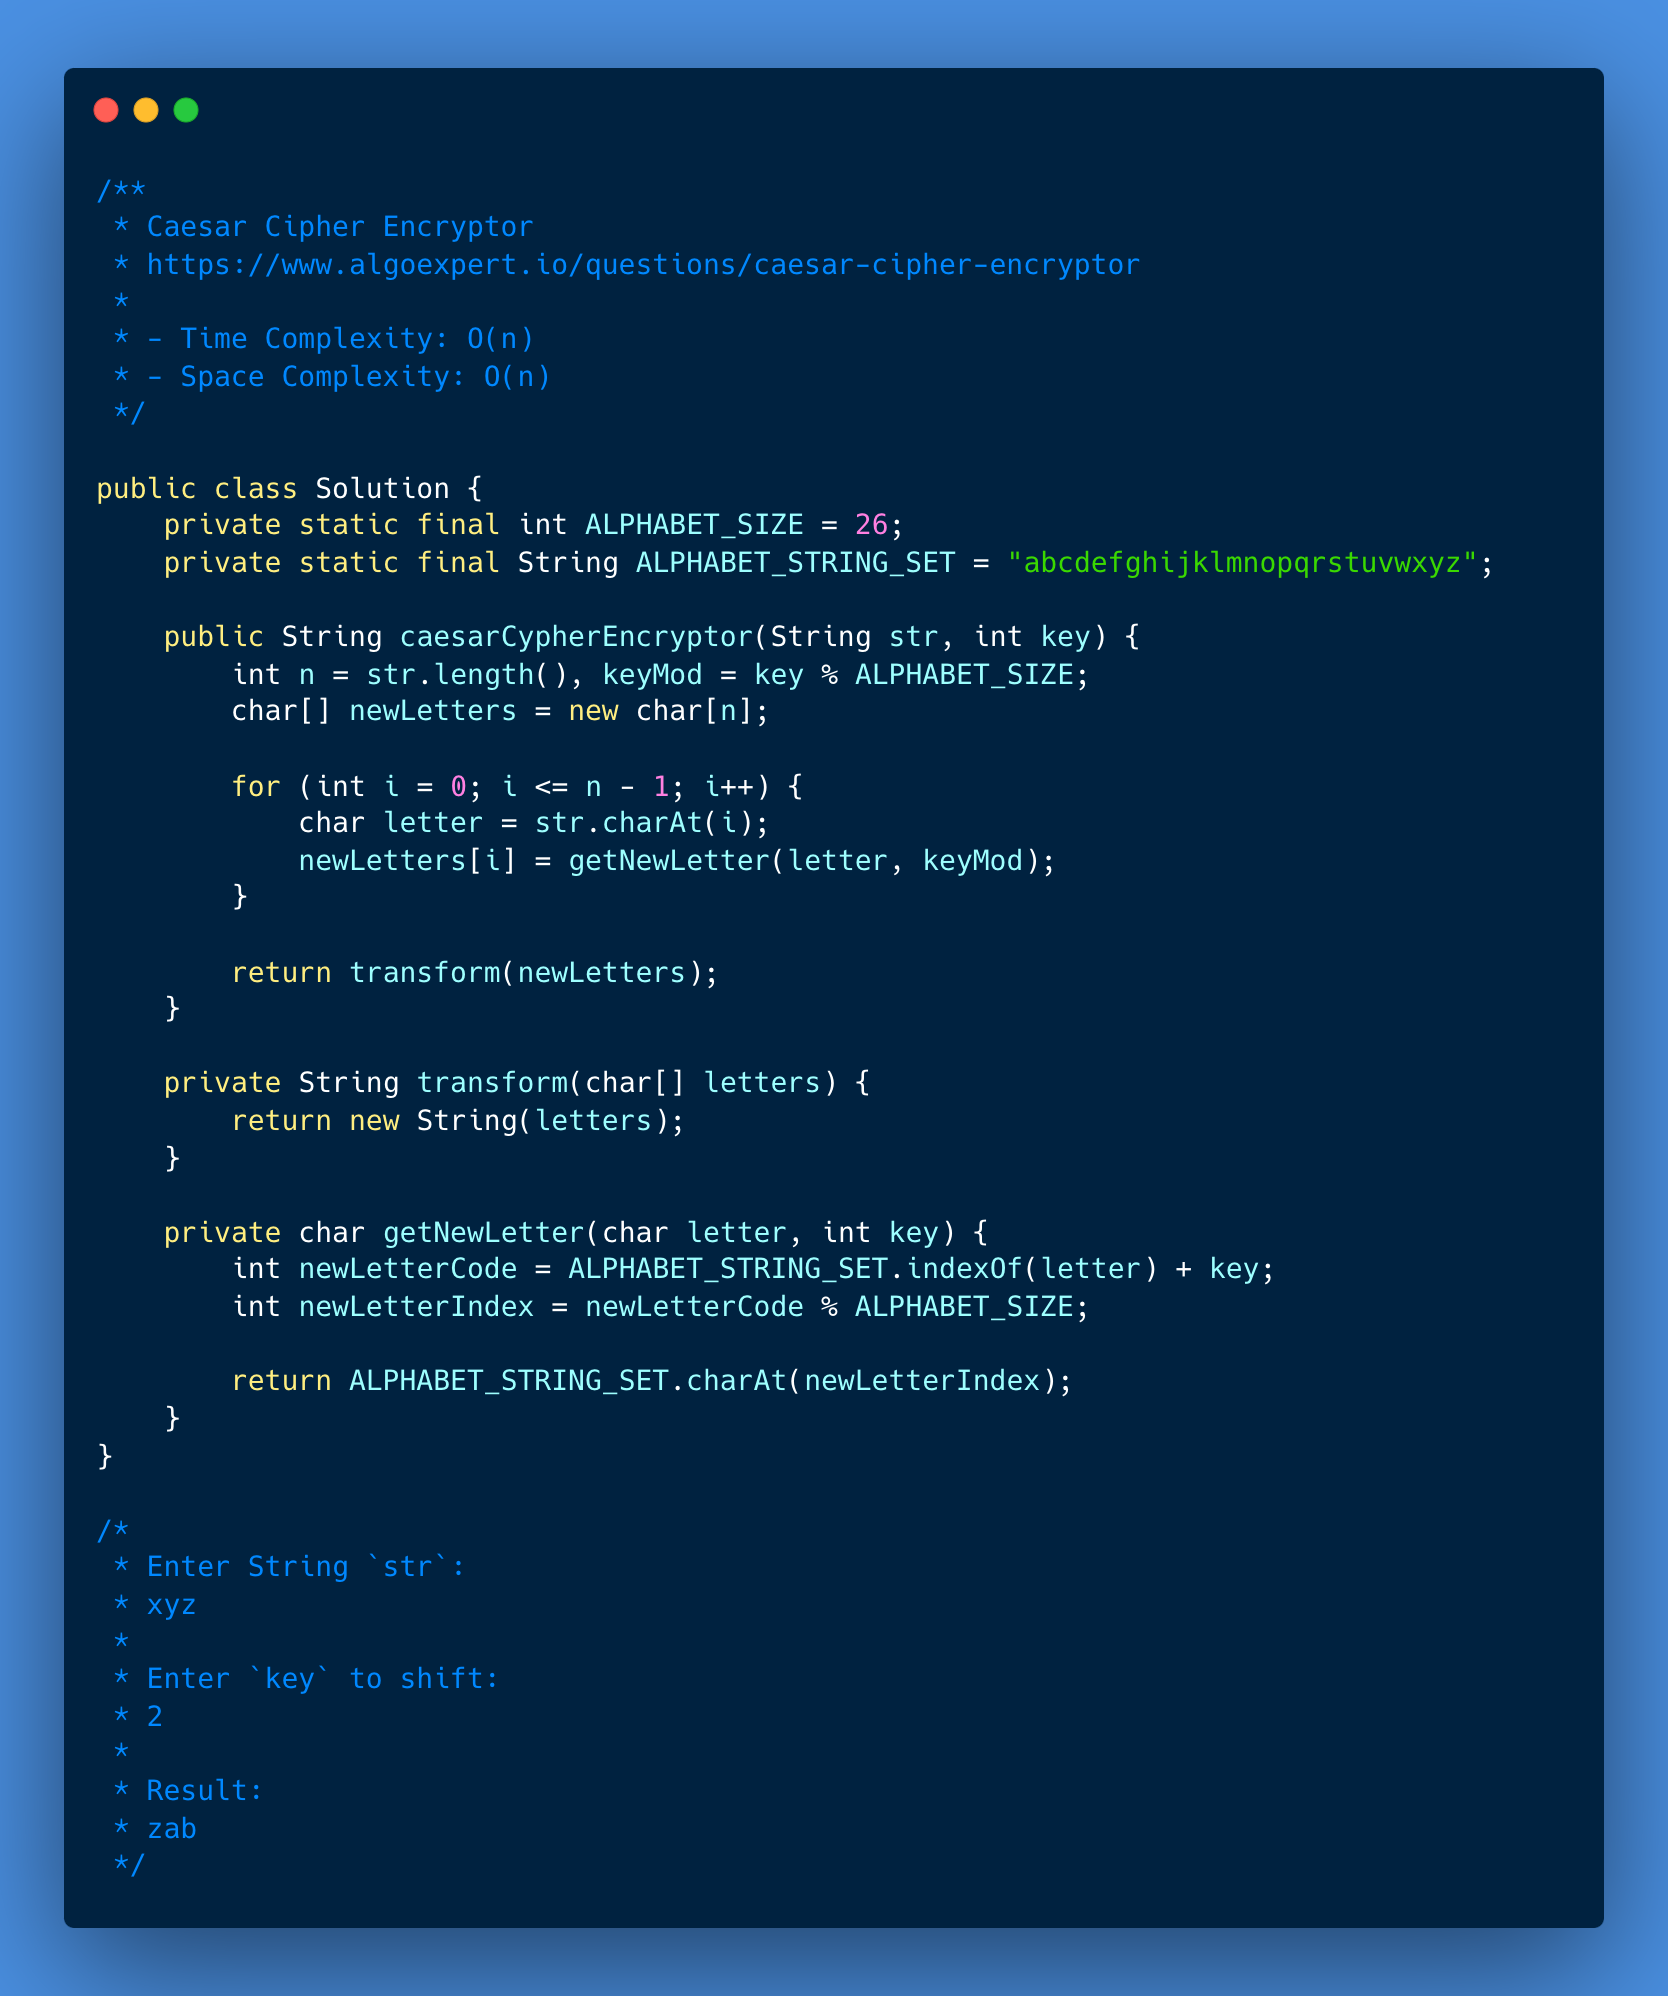 /**
 * Caesar Cipher Encryptor
 * https://www.algoexpert.io/questions/caesar-cipher-encryptor
 *
 * - Time Complexity: O(n)
 * - Space Complexity: O(n)
 */

public class Solution {
    private static final int ALPHABET_SIZE = 26;
    private static final String ALPHABET_STRING_SET = "abcdefghijklmnopqrstuvwxyz";

    public String caesarCypherEncryptor(String str, int key) {
        int n = str.length(), keyMod = key % ALPHABET_SIZE;
        char[] newLetters = new char[n];

        for (int i = 0; i <= n - 1; i++) {
            char letter = str.charAt(i);
            newLetters[i] = getNewLetter(letter, keyMod);
        }

        return transform(newLetters);
    }

    private String transform(char[] letters) {
        return new String(letters);
    }

    private char getNewLetter(char letter, int key) {
        int newLetterCode = ALPHABET_STRING_SET.indexOf(letter) + key;
        int newLetterIndex = newLetterCode % ALPHABET_SIZE;

        return ALPHABET_STRING_SET.charAt(newLetterIndex);
    }
}

/*
 * Enter String `str`:
 * xyz
 *
 * Enter `key` to shift:
 * 2
 *
 * Result:
 * zab
 */